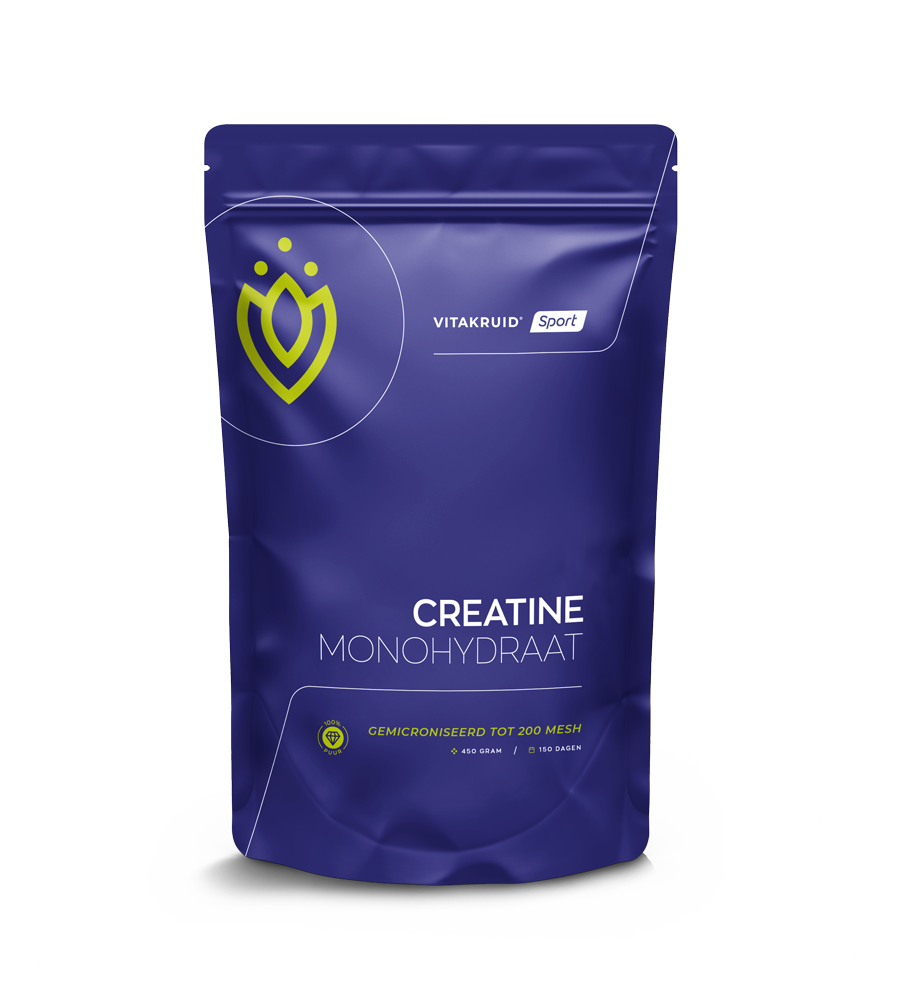 VITAKRUID® Sport
CREATINE
MONOHYDRAAT
100%
PUUR
GEMICRONISEERD TOT 200 MESH
450 GRAM / 150 DAGEN